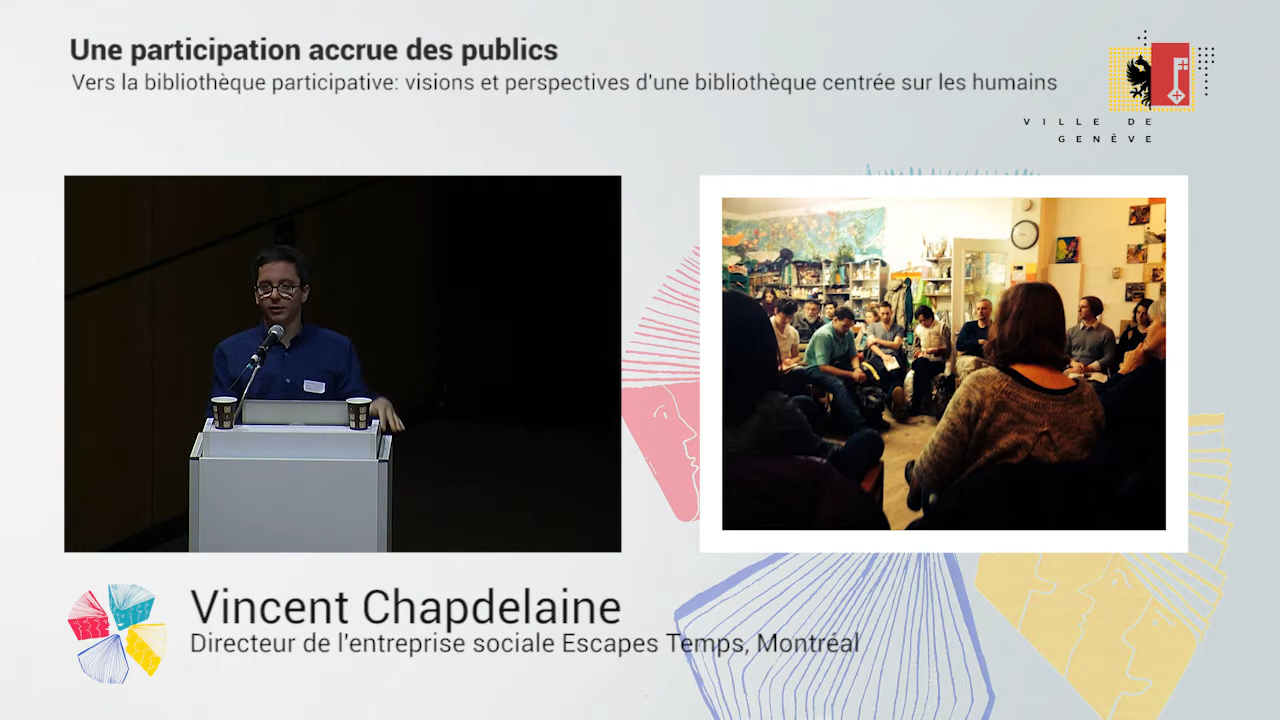 Une participation accrue des publics
Vers la bibliothèque participative: visions et perspectives d'une bibliothèque centrée sur les humains
VILLE DE
GENÈVE
Vincent Chapdelaine
Directeur de l'entreprise sociale Escapes Temps, Montréal